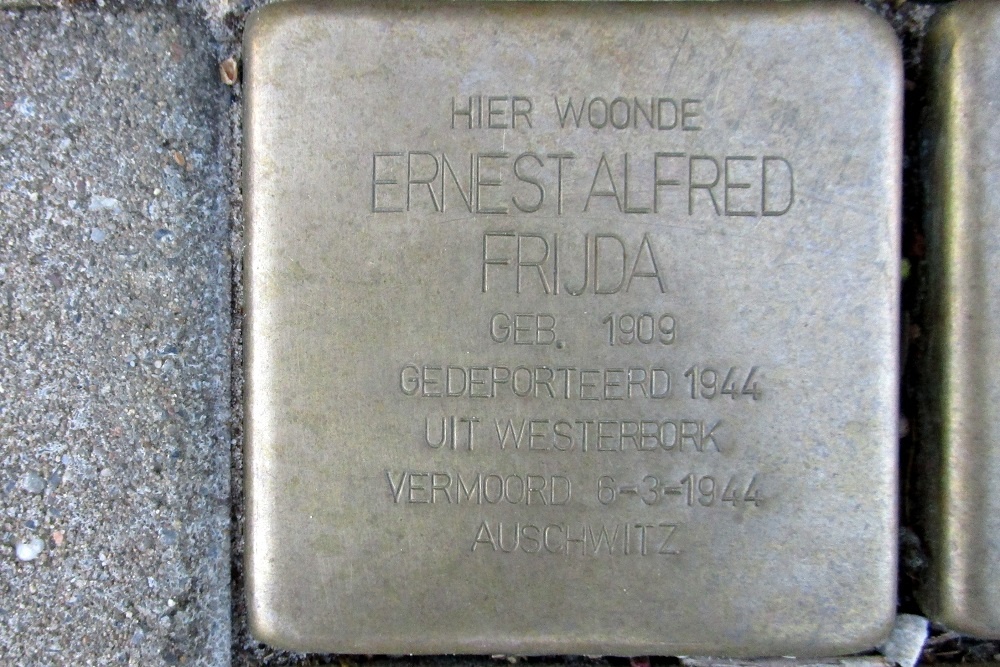 HIER WOONDE
ERNEST ALFRED
FRIJDA
GEB. 1909
GEDEPORTEERD 1944
UIT WESTERBORK
VERMOORD 6-3-1944
AUSCHWITZ